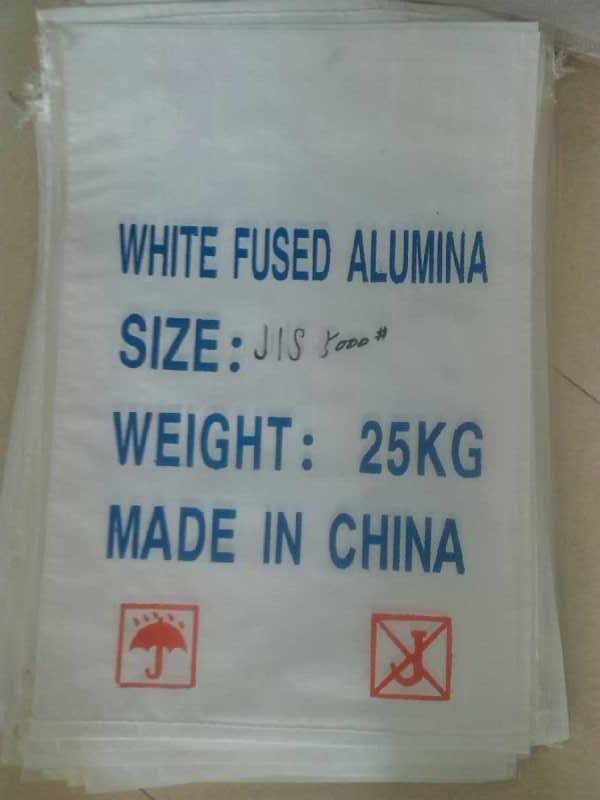 WHITE FUSED ALUMINA
SIZE: JIS 5000#
WEIGHT: 25KG
MADE IN CHINA